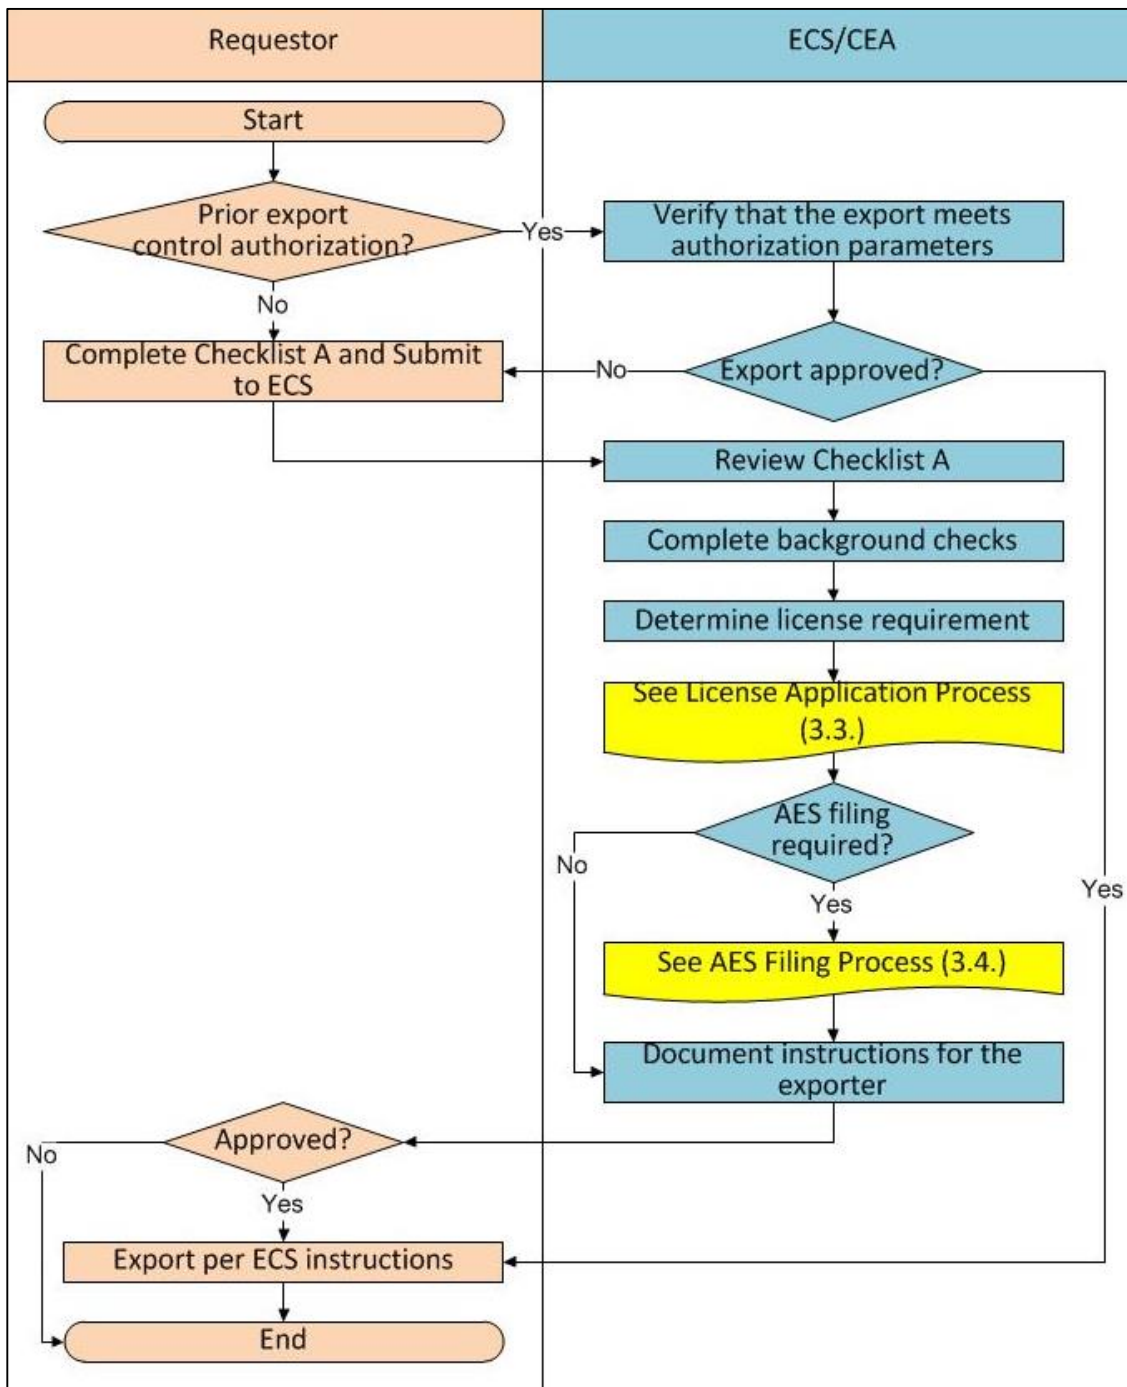 Requestor
ECS/CEA
Start
Prior export
control authorization?
Yes
Verify that the export meets
authorization parameters
No
Complete Checklist A and Submit
to ECS
No
Export approved?
Review Checklist A
Complete background checks
Determine license requirement
See License Application Process
(3.3.)
AES filing
required?
No
Yes
Yes
See AES Filing Process (3.4.)
Document instructions for the
exporter
Approved?
No
Yes
Export per ECS instructions
End